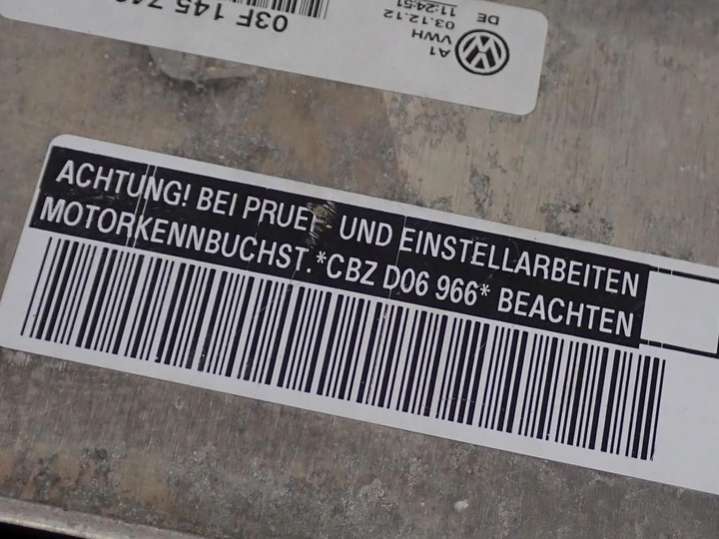 03F 145
A1
VWH
03.12.12
11:24:51
DE
ACHTUNG! BEI PRUEF- UND EINSTELLARBEITEN
MOTORKENNBUCHST.*CBZ D06 966* BEACHTEN